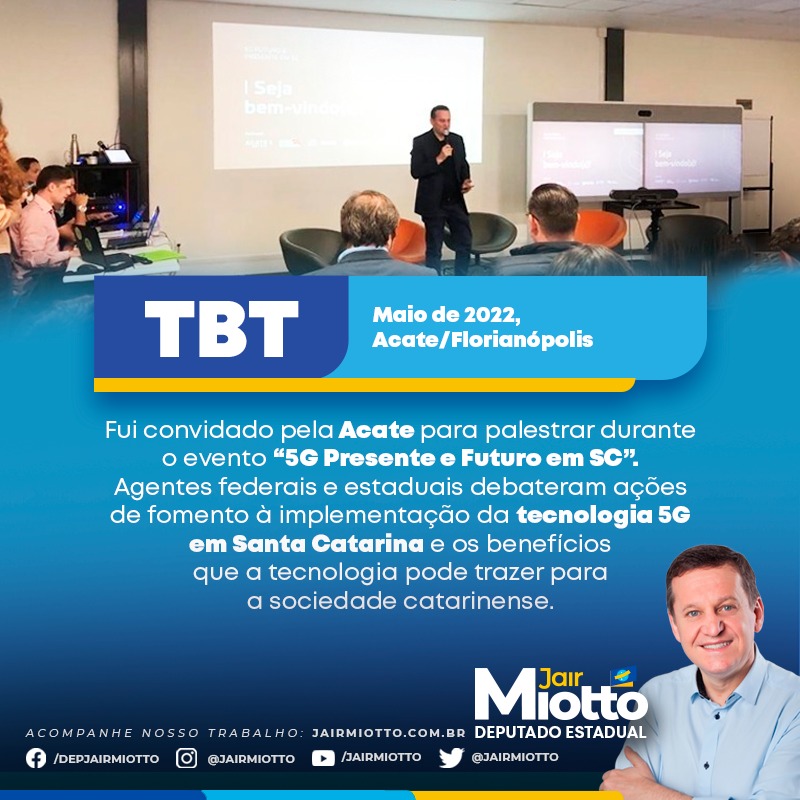 | Seja
bem-vindo
| Seja
bem-vindo(a)!
| Seja
bem-vindo(a)!
TBT
Maio de 2022,
Acate/Florianópolis
Fui convidado pela Acate para palestrar durante
o evento “5G Presente e Futuro em SC”.
Agentes federais e estaduais debateram ações
de fomento à implementação da tecnologia 5G
em Santa Catarina e os benefícios
que a tecnologia pode trazer para
a sociedade catarinense.
Jair
Miotto
DEPUTADO ESTADUAL
ACOMPANHE NOSSO TRABALHO: JAIRMIOTTO.COM.BR
/DEPJAIRMIOTTO @JAIRMIOTTO /JAIRMIOTTO @JAIRMIOTTO